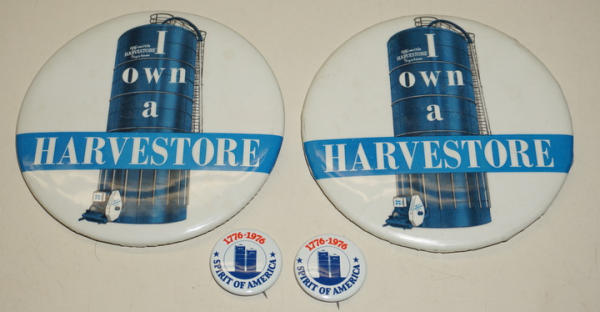 HARVESTORE
I
own
a
HARVESTORE
HARVESTORE
I
own
a
HARVESTORE
1776-1976
SPIRIT OF AMERICA
1776-1976
SPIRIT OF AMERICA